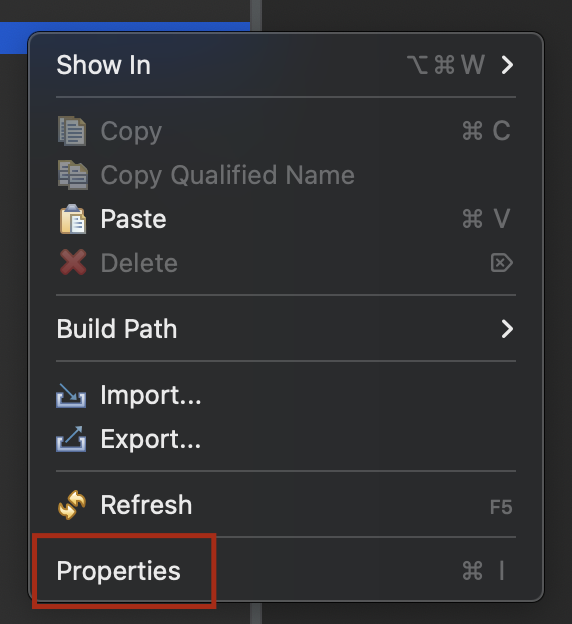 Show In ⌥⌘W
Copy ⌘ C
Copy Qualified Name
Paste ⌘ V
Delete ⌦
Build Path
Import...
Export...
Refresh F5
Properties ⌘ I